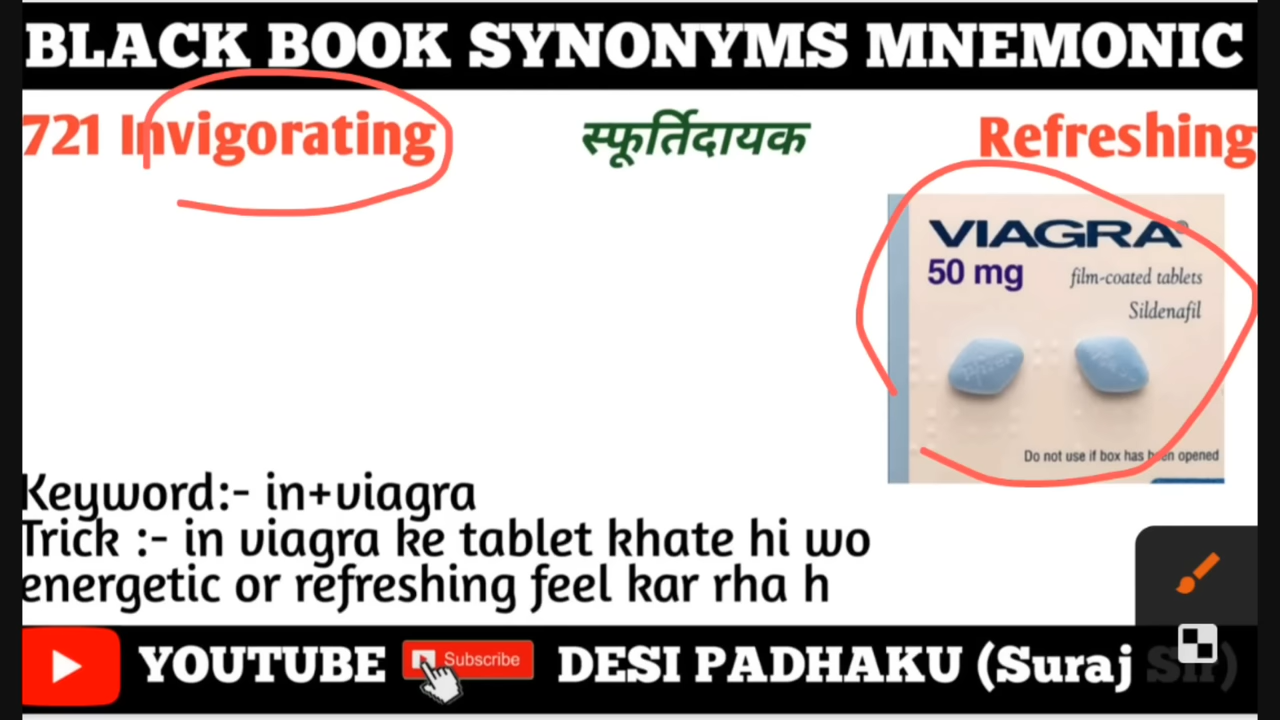 BLACK BOOK SYNONYMS MNEMONIC
721 Invigorating स्फूर्तिदायक Refreshing
VIAGRA®
50 mg film-coated tablets
Sildenafil
Do not use if box has been opened
Keyword:- in+viagra
Trick :- in viagra ke tablet khate hi wo
energetic or refreshing feel kar rha h
YOUTUBE Subscribe DESI PADHAKU (Suraj Sir)